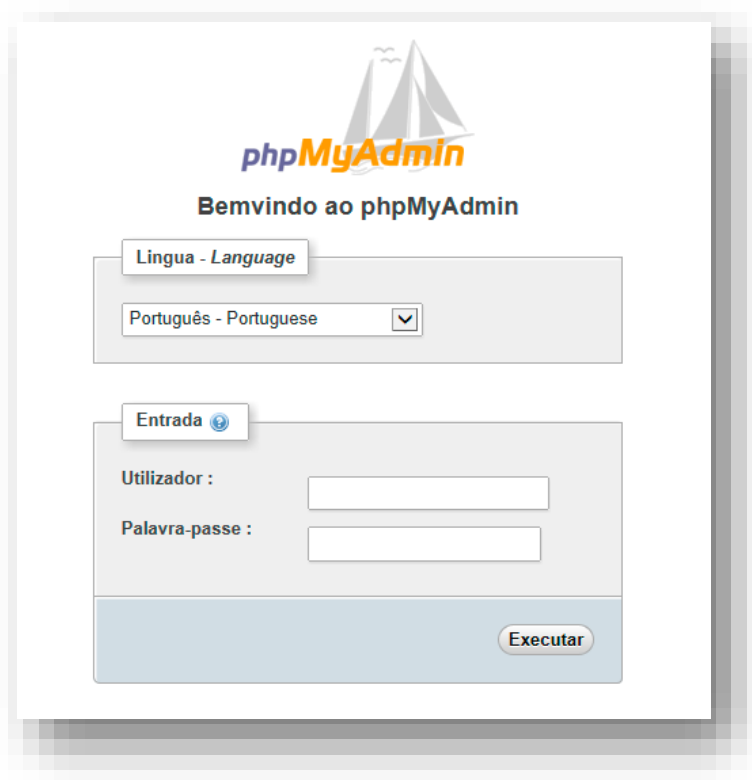 phpMyAdmin
Bemvindo ao phpMyAdmin
Lingua - Language
Português - Portuguese
Entrada
Utilizador :
Palavra-passe :
Executar